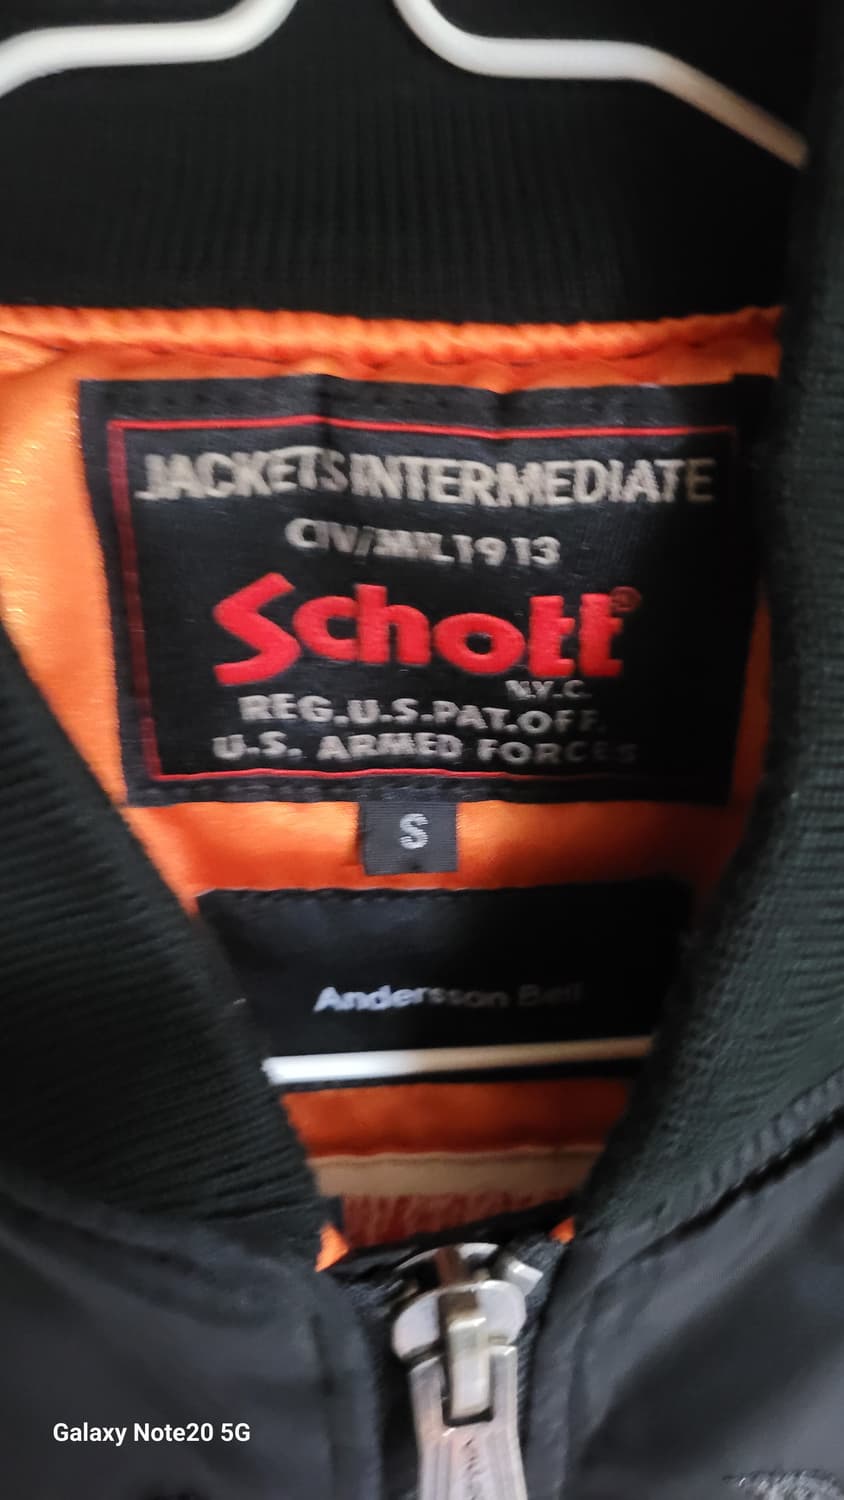 JACKETS INTERMEDIATE
CIV/MIL 1913
Schott®
N.Y.C.
REG.U.S.PAT.OFF.
U.S. ARMED FORCES
S
Andersson Bell
Galaxy Note20 5G